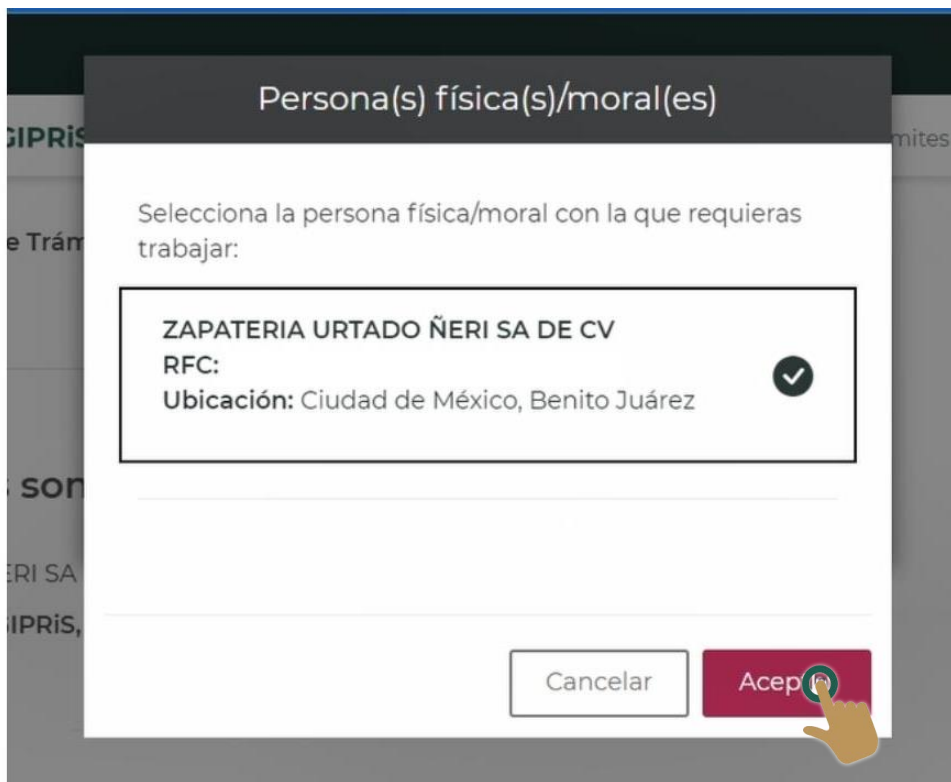 Persona(s) física(s)/moral(es)
GIPRiS
mites
Selecciona la persona física/moral con la que requieras
trabajar:
e Trám
ZAPATERIA URTADO ÑERI SA DE CV
RFC:
Ubicación: Ciudad de México, Benito Juárez
s son
ERI SA
GIPRiS,
Cancelar
Acep